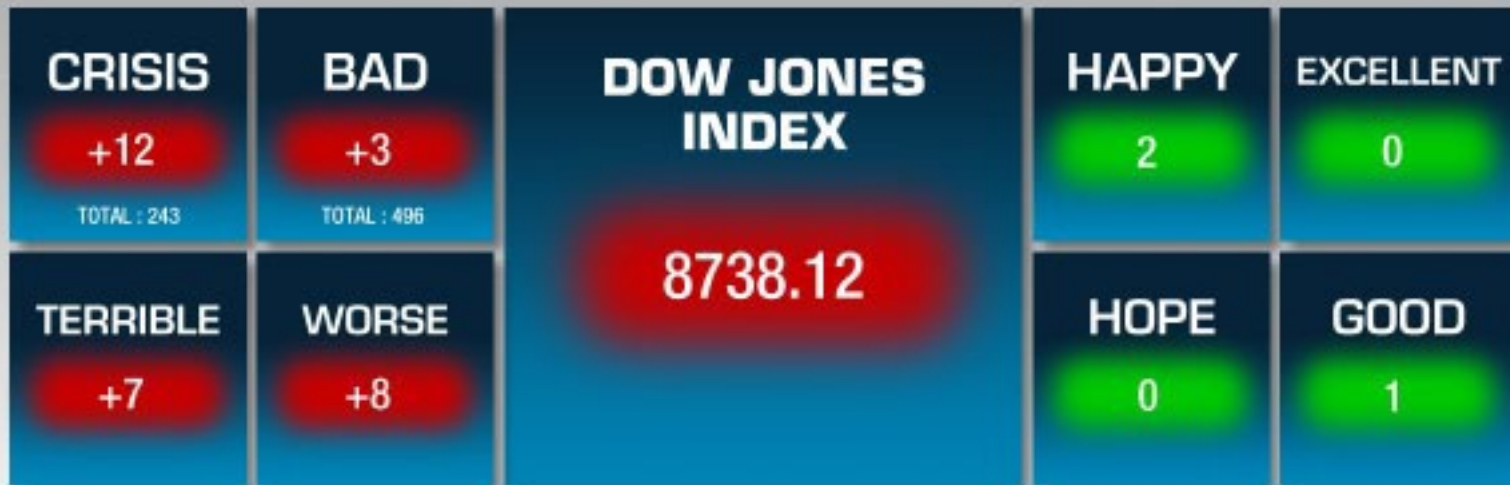 CRISIS
+12
TOTAL : 243
BAD
+3
TOTAL : 496
TERRIBLE
+7
WORSE
+8
DOW JONES
INDEX
8738.12
HAPPY
2
EXCELLENT
0
HOPE
0
GOOD
1